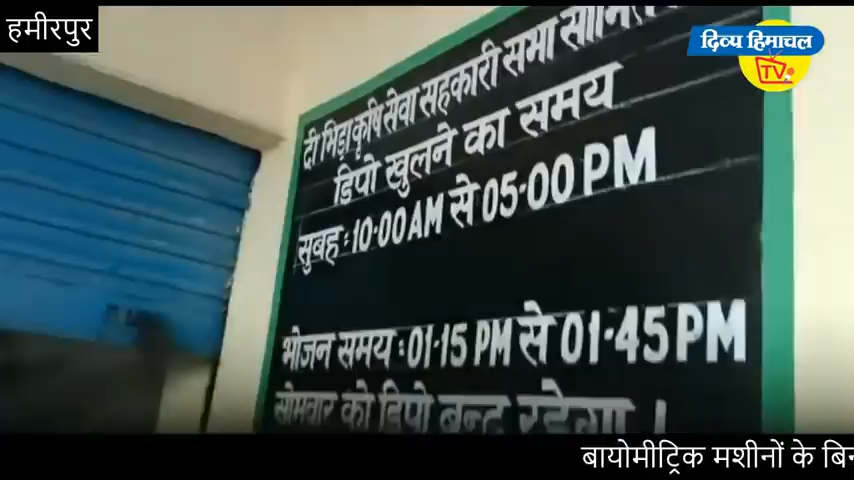 हमीरपुर
दिव्य हिमाचल
TV
दी भिड़ा कृषि सेवा सहकारी सभा
डिपो खुलने का समय
सुबह : 10-00 AM से 05-00 PM
भोजन समय : 01-15 PM से 01-45 PM
सोमवार को डिपो बन्द रहेगा ।
बायोमीट्रिक मशीनों के